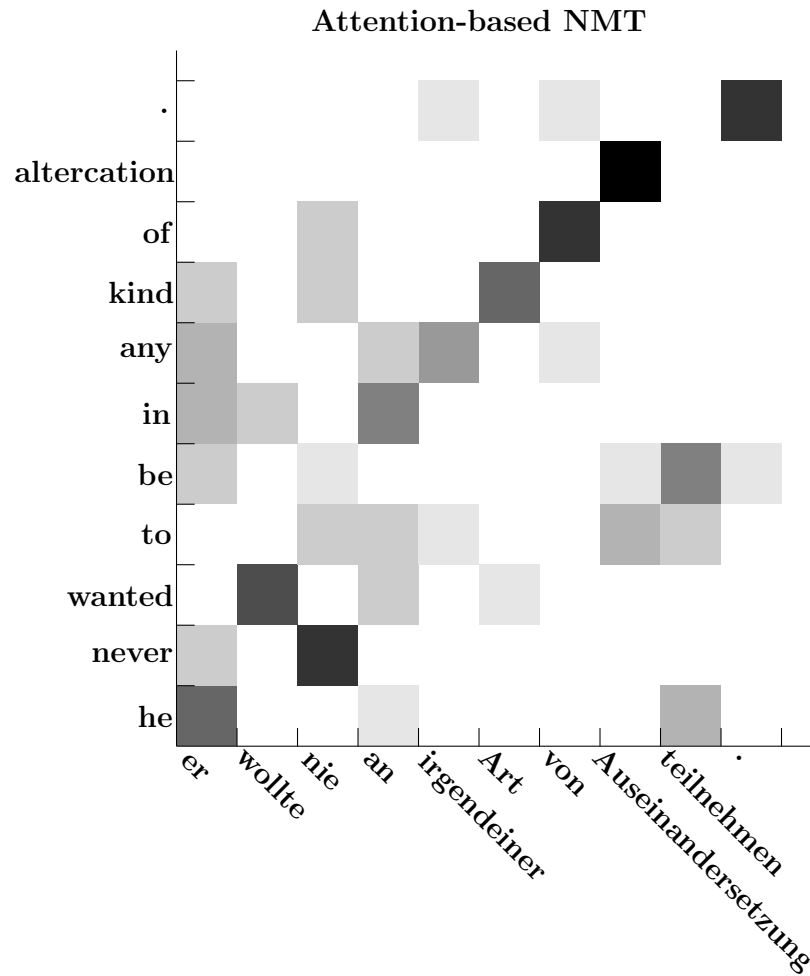 Attention-based NMT
.
altercation
of
kind
any
in
be
to
wanted
never
he
er
wollte
nie
an
irgendeiner
Art
von
Auseinandersetzung
teilnehmen
.